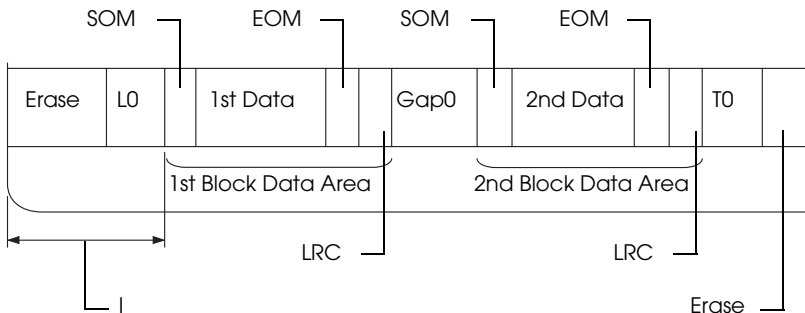 SOM EOM SOM EOM
Erase L0 1st Data Gap0 2nd Data T0
1st Block Data Area 2nd Block Data Area
LRC LRC
I Erase